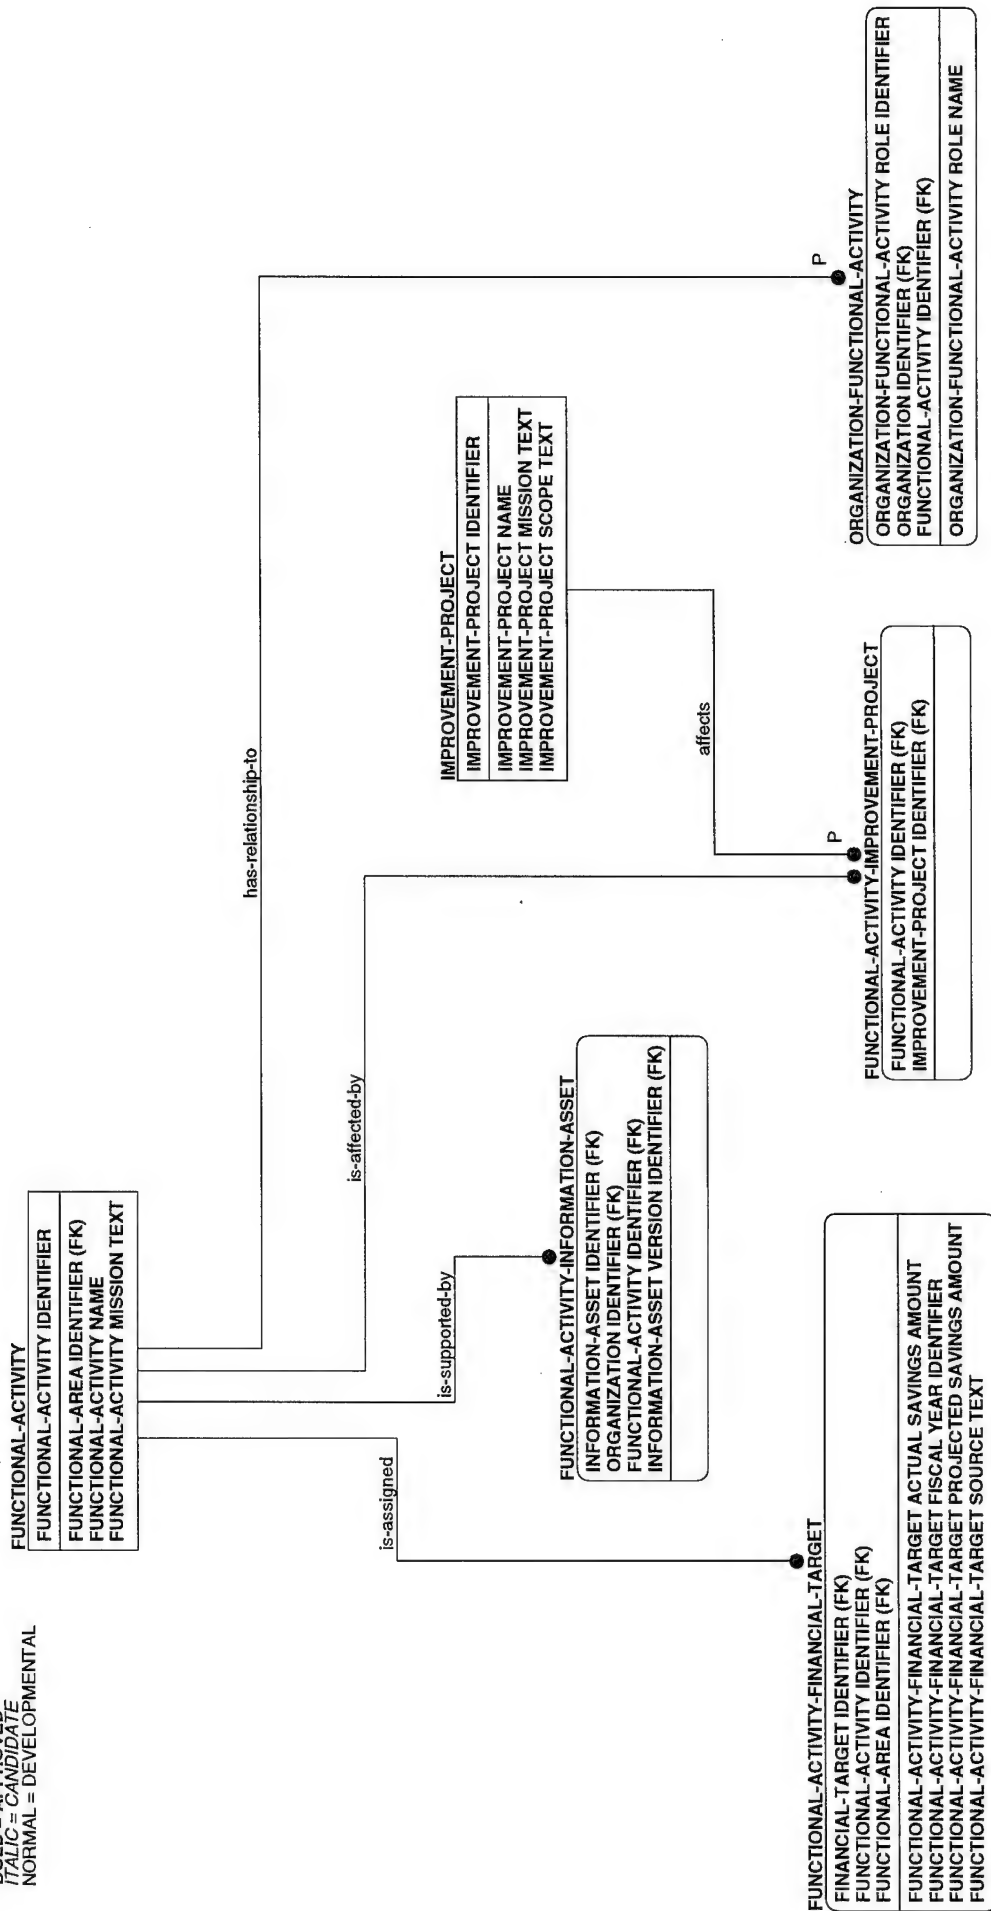 BOLD = APPROVED
ITALIC = CANDIDATE
NORMAL = DEVELOPMENTAL
FUNCTIONAL-ACTIVITY
FUNCTIONAL-ACTIVITY IDENTIFIER
FUNCTIONAL-AREA IDENTIFIER (FK)
FUNCTIONAL-ACTIVITY NAME
FUNCTIONAL-ACTIVITY MISSION TEXT
has-relationship-to
is-affected-by
is-supported-by
is-assigned
IMPROVEMENT-PROJECT
IMPROVEMENT-PROJECT IDENTIFIER
IMPROVEMENT-PROJECT NAME
IMPROVEMENT-PROJECT MISSION TEXT
IMPROVEMENT-PROJECT SCOPE TEXT
affects
FUNCTIONAL-ACTIVITY-INFORMATION-ASSET
INFORMATION-ASSET IDENTIFIER (FK)
ORGANIZATION IDENTIFIER (FK)
FUNCTIONAL-ACTIVITY IDENTIFIER (FK)
INFORMATION-ASSET VERSION IDENTIFIER (FK)
FUNCTIONAL-ACTIVITY-FINANCIAL-TARGET
FINANCIAL-TARGET IDENTIFIER (FK)
FUNCTIONAL-ACTIVITY IDENTIFIER (FK)
FUNCTIONAL-AREA IDENTIFIER (FK)
FUNCTIONAL-ACTIVITY-FINANCIAL-TARGET ACTUAL SAVINGS AMOUNT
FUNCTIONAL-ACTIVITY-FINANCIAL-TARGET FISCAL YEAR IDENTIFIER
FUNCTIONAL-ACTIVITY-FINANCIAL-TARGET PROJECTED SAVINGS AMOUNT
FUNCTIONAL-ACTIVITY-FINANCIAL-TARGET SOURCE TEXT
P
FUNCTIONAL-ACTIVITY-IMPROVEMENT-PROJECT
FUNCTIONAL-ACTIVITY IDENTIFIER (FK)
IMPROVEMENT-PROJECT IDENTIFIER (FK)
P
ORGANIZATION-FUNCTIONAL-ACTIVITY
ORGANIZATION-FUNCTIONAL-ACTIVITY ROLE IDENTIFIER
ORGANIZATION IDENTIFIER (FK)
FUNCTIONAL-ACTIVITY IDENTIFIER (FK)
ORGANIZATION-FUNCTIONAL-ACTIVITY ROLE NAME